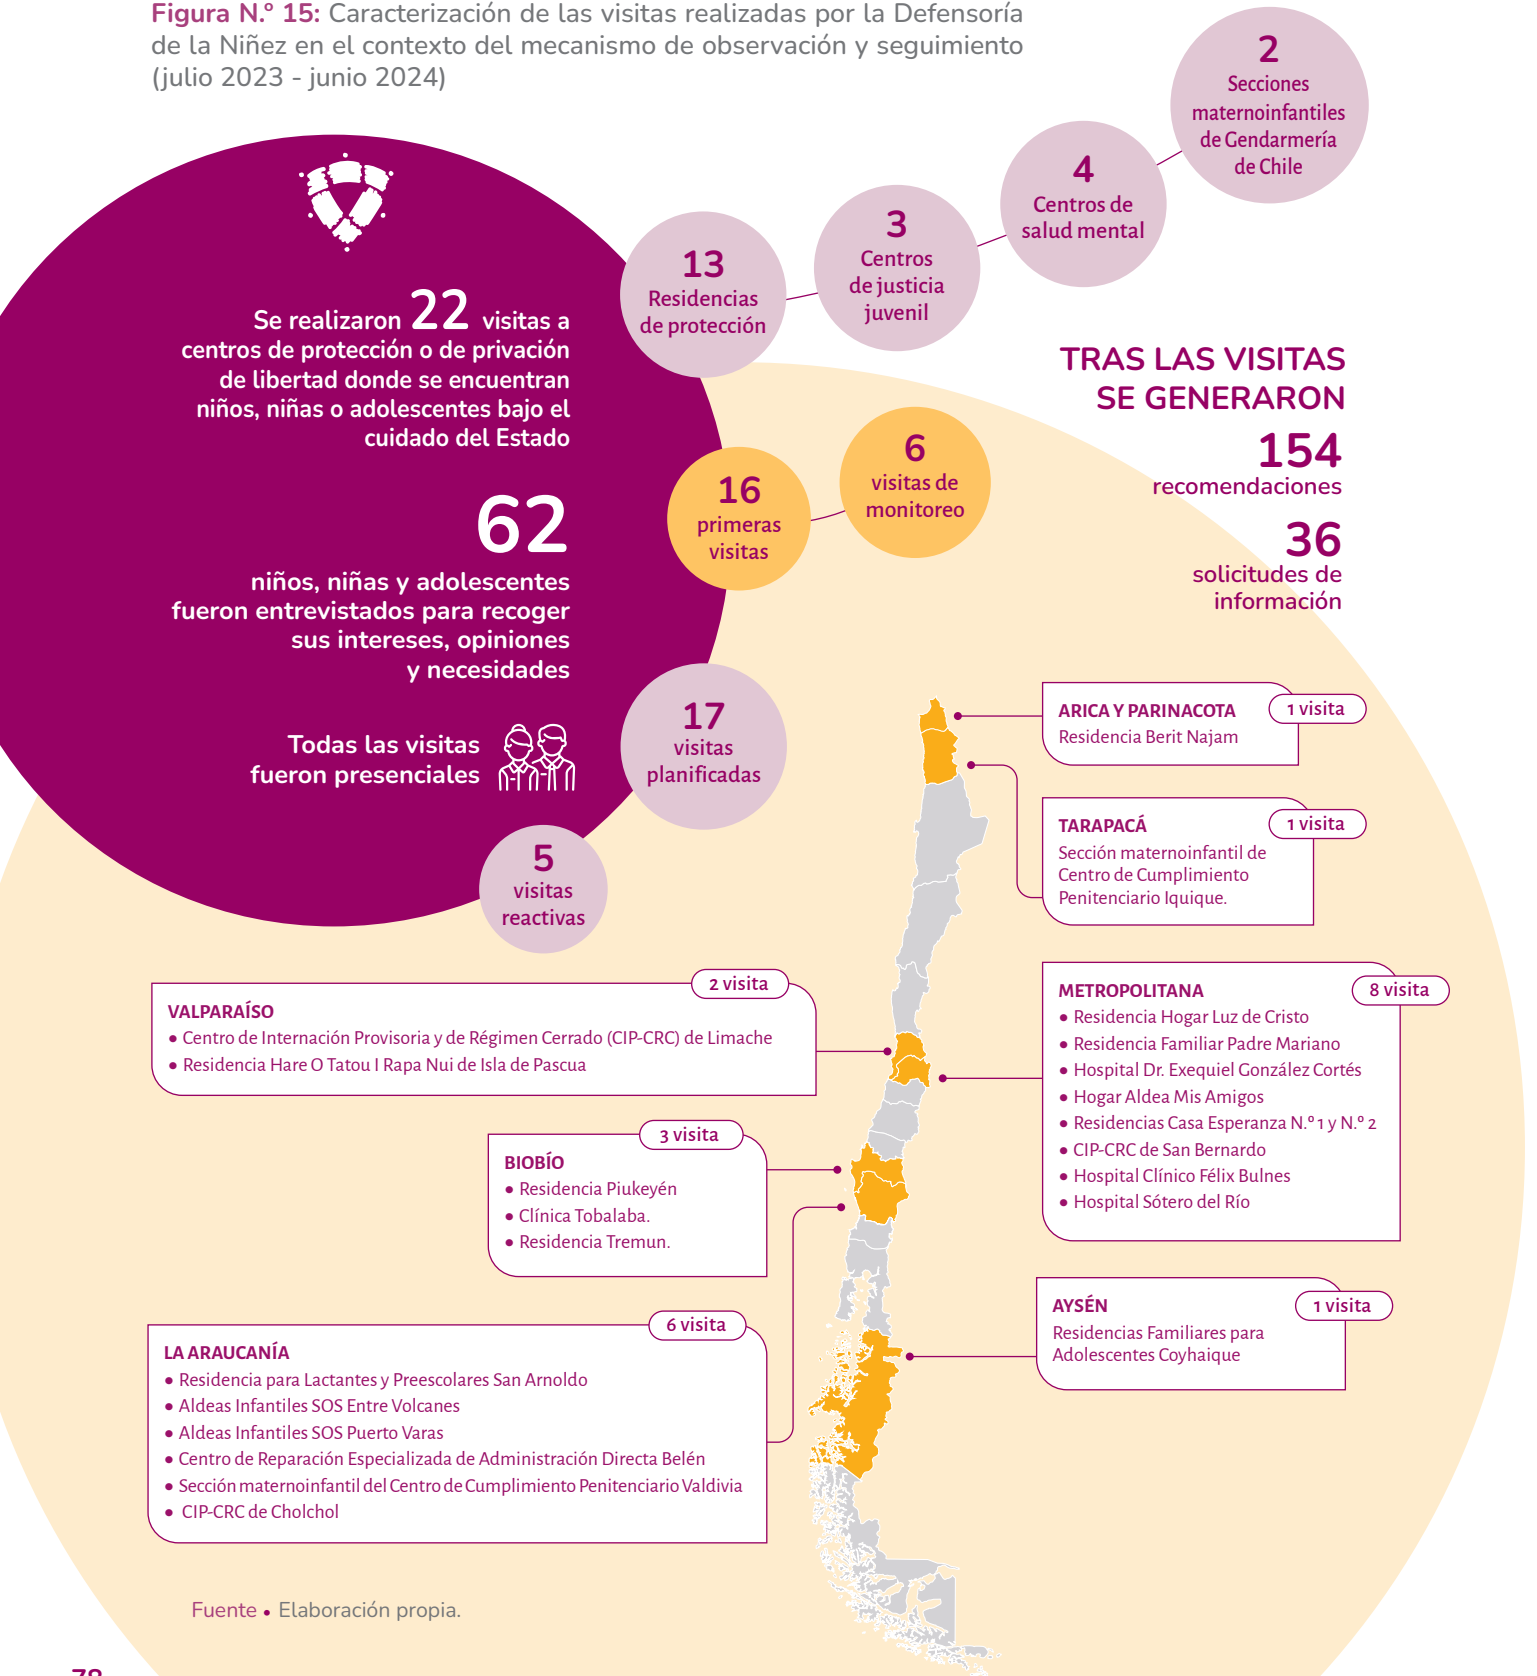 Figura N.º 15: Caracterización de las visitas realizadas por la Defensoría
de la Niñez en el contexto del mecanismo de observación y seguimiento
(julio 2023 - junio 2024)
Se realizaron 22 visitas a
centros de protección o de privación
de libertad donde se encuentran
niños, niñas o adolescentes bajo el
cuidado del Estado
62
niños, niñas y adolescentes
fueron entrevistados para recoger
sus intereses, opiniones
y necesidades
Todas las visitas
fueron presenciales
13
Residencias
de protección
3
Centros
de justicia
juvenil
4
Centros de
salud mental
2
Secciones
maternoinfantiles
de Gendarmería
de Chile
16
primeras
visitas
6
visitas de
monitoreo
17
visitas
planificadas
5
visitas
reactivas
TRAS LAS VISITAS
SE GENERARON
154
recomendaciones
36
solicitudes de
información
ARICA Y PARINACOTA
1 visita
Residencia Berit Najam
TARAPACÁ
1 visita
Sección maternoinfantil de
Centro de Cumplimiento
Penitenciario Iquique.
2 visita
VALPARAÍSO
● Centro de Internación Provisoria y de Régimen Cerrado (CIP-CRC) de Limache
● Residencia Hare O Tatou I Rapa Nui de Isla de Pascua
METROPOLITANA
8 visita
● Residencia Hogar Luz de Cristo
● Residencia Familiar Padre Mariano
● Hospital Dr. Exequiel González Cortés
● Hogar Aldea Mis Amigos
● Residencias Casa Esperanza N.º 1 y N.º 2
● CIP-CRC de San Bernardo
● Hospital Clínico Félix Bulnes
● Hospital Sótero del Río
3 visita
BIOBÍO
● Residencia Piukeyén
● Clínica Tobalaba.
● Residencia Tremun.
6 visita
LA ARAUCANÍA
● Residencia para Lactantes y Preescolares San Arnoldo
● Aldeas Infantiles SOS Entre Volcanes
● Aldeas Infantiles SOS Puerto Varas
● Centro de Reparación Especializada de Administración Directa Belén
● Sección maternoinfantil del Centro de Cumplimiento Penitenciario Valdivia
● CIP-CRC de Cholchol
AYSÉN
1 visita
Residencias Familiares para
Adolescentes Coyhaique
Fuente • Elaboración propia.
78